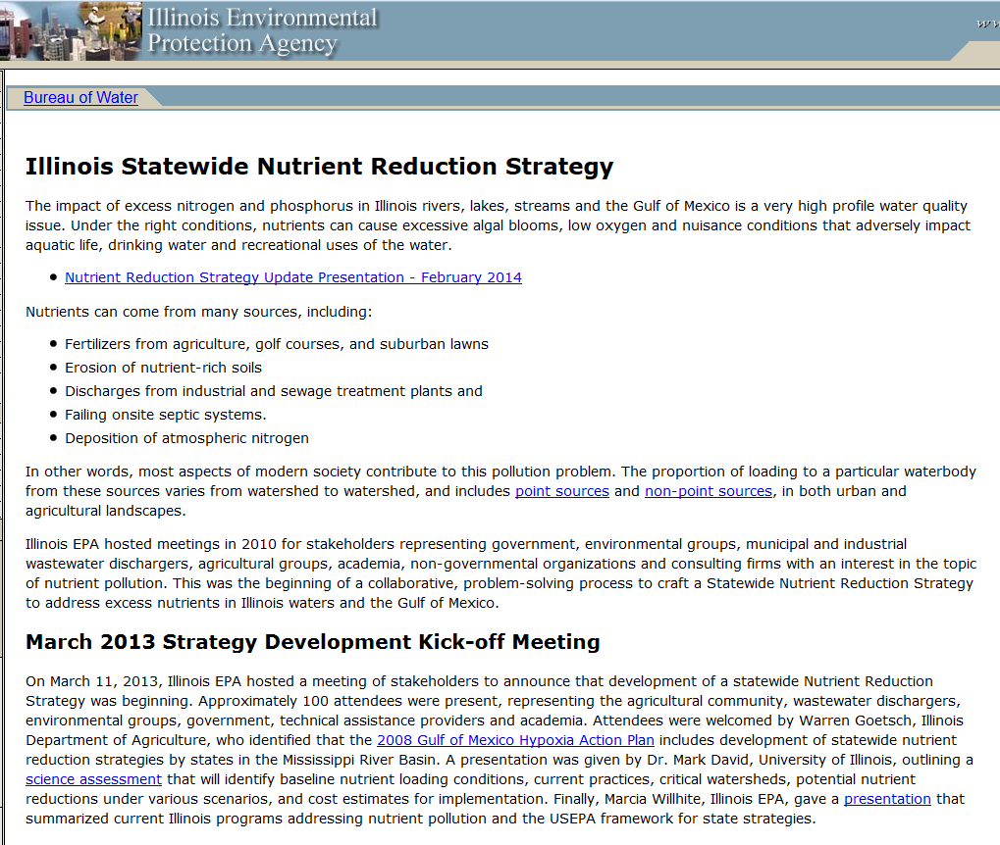 Illinois Environmental
Protection Agency
Bureau of Water
Illinois Statewide Nutrient Reduction Strategy
The impact of excess nitrogen and phosphorus in Illinois rivers, lakes, streams and the Gulf of Mexico is a very high profile water quality
issue. Under the right conditions, nutrients can cause excessive algal blooms, low oxygen and nuisance conditions that adversely impact
aquatic life, drinking water and recreational uses of the water.
• Nutrient Reduction Strategy Update Presentation - February 2014
Nutrients can come from many sources, including:
• Fertilizers from agriculture, golf courses, and suburban lawns
• Erosion of nutrient-rich soils
• Discharges from industrial and sewage treatment plants and
• Failing onsite septic systems.
• Deposition of atmospheric nitrogen
In other words, most aspects of modern society contribute to this pollution problem. The proportion of loading to a particular waterbody
from these sources varies from watershed to watershed, and includes point sources and non-point sources, in both urban and
agricultural landscapes.
Illinois EPA hosted meetings in 2010 for stakeholders representing government, environmental groups, municipal and industrial
wastewater dischargers, agricultural groups, academia, non-governmental organizations and consulting firms with an interest in the topic
of nutrient pollution. This was the beginning of a collaborative, problem-solving process to craft a Statewide Nutrient Reduction Strategy
to address excess nutrients in Illinois waters and the Gulf of Mexico.
March 2013 Strategy Development Kick-off Meeting
On March 11, 2013, Illinois EPA hosted a meeting of stakeholders to announce that development of a statewide Nutrient Reduction
Strategy was beginning. Approximately 100 attendees were present, representing the agricultural community, wastewater dischargers,
environmental groups, government, technical assistance providers and academia. Attendees were welcomed by Warren Goetsch, Illinois
Department of Agriculture, who identified that the 2008 Gulf of Mexico Hypoxia Action Plan includes development of statewide nutrient
reduction strategies by states in the Mississippi River Basin. A presentation was given by Dr. Mark David, University of Illinois, outlining a
science assessment that will identify baseline nutrient loading conditions, current practices, critical watersheds, potential nutrient
reductions under various scenarios, and cost estimates for implementation. Finally, Marcia Willhite, Illinois EPA, gave a presentation that
summarized current Illinois programs addressing nutrient pollution and the USEPA framework for state strategies.